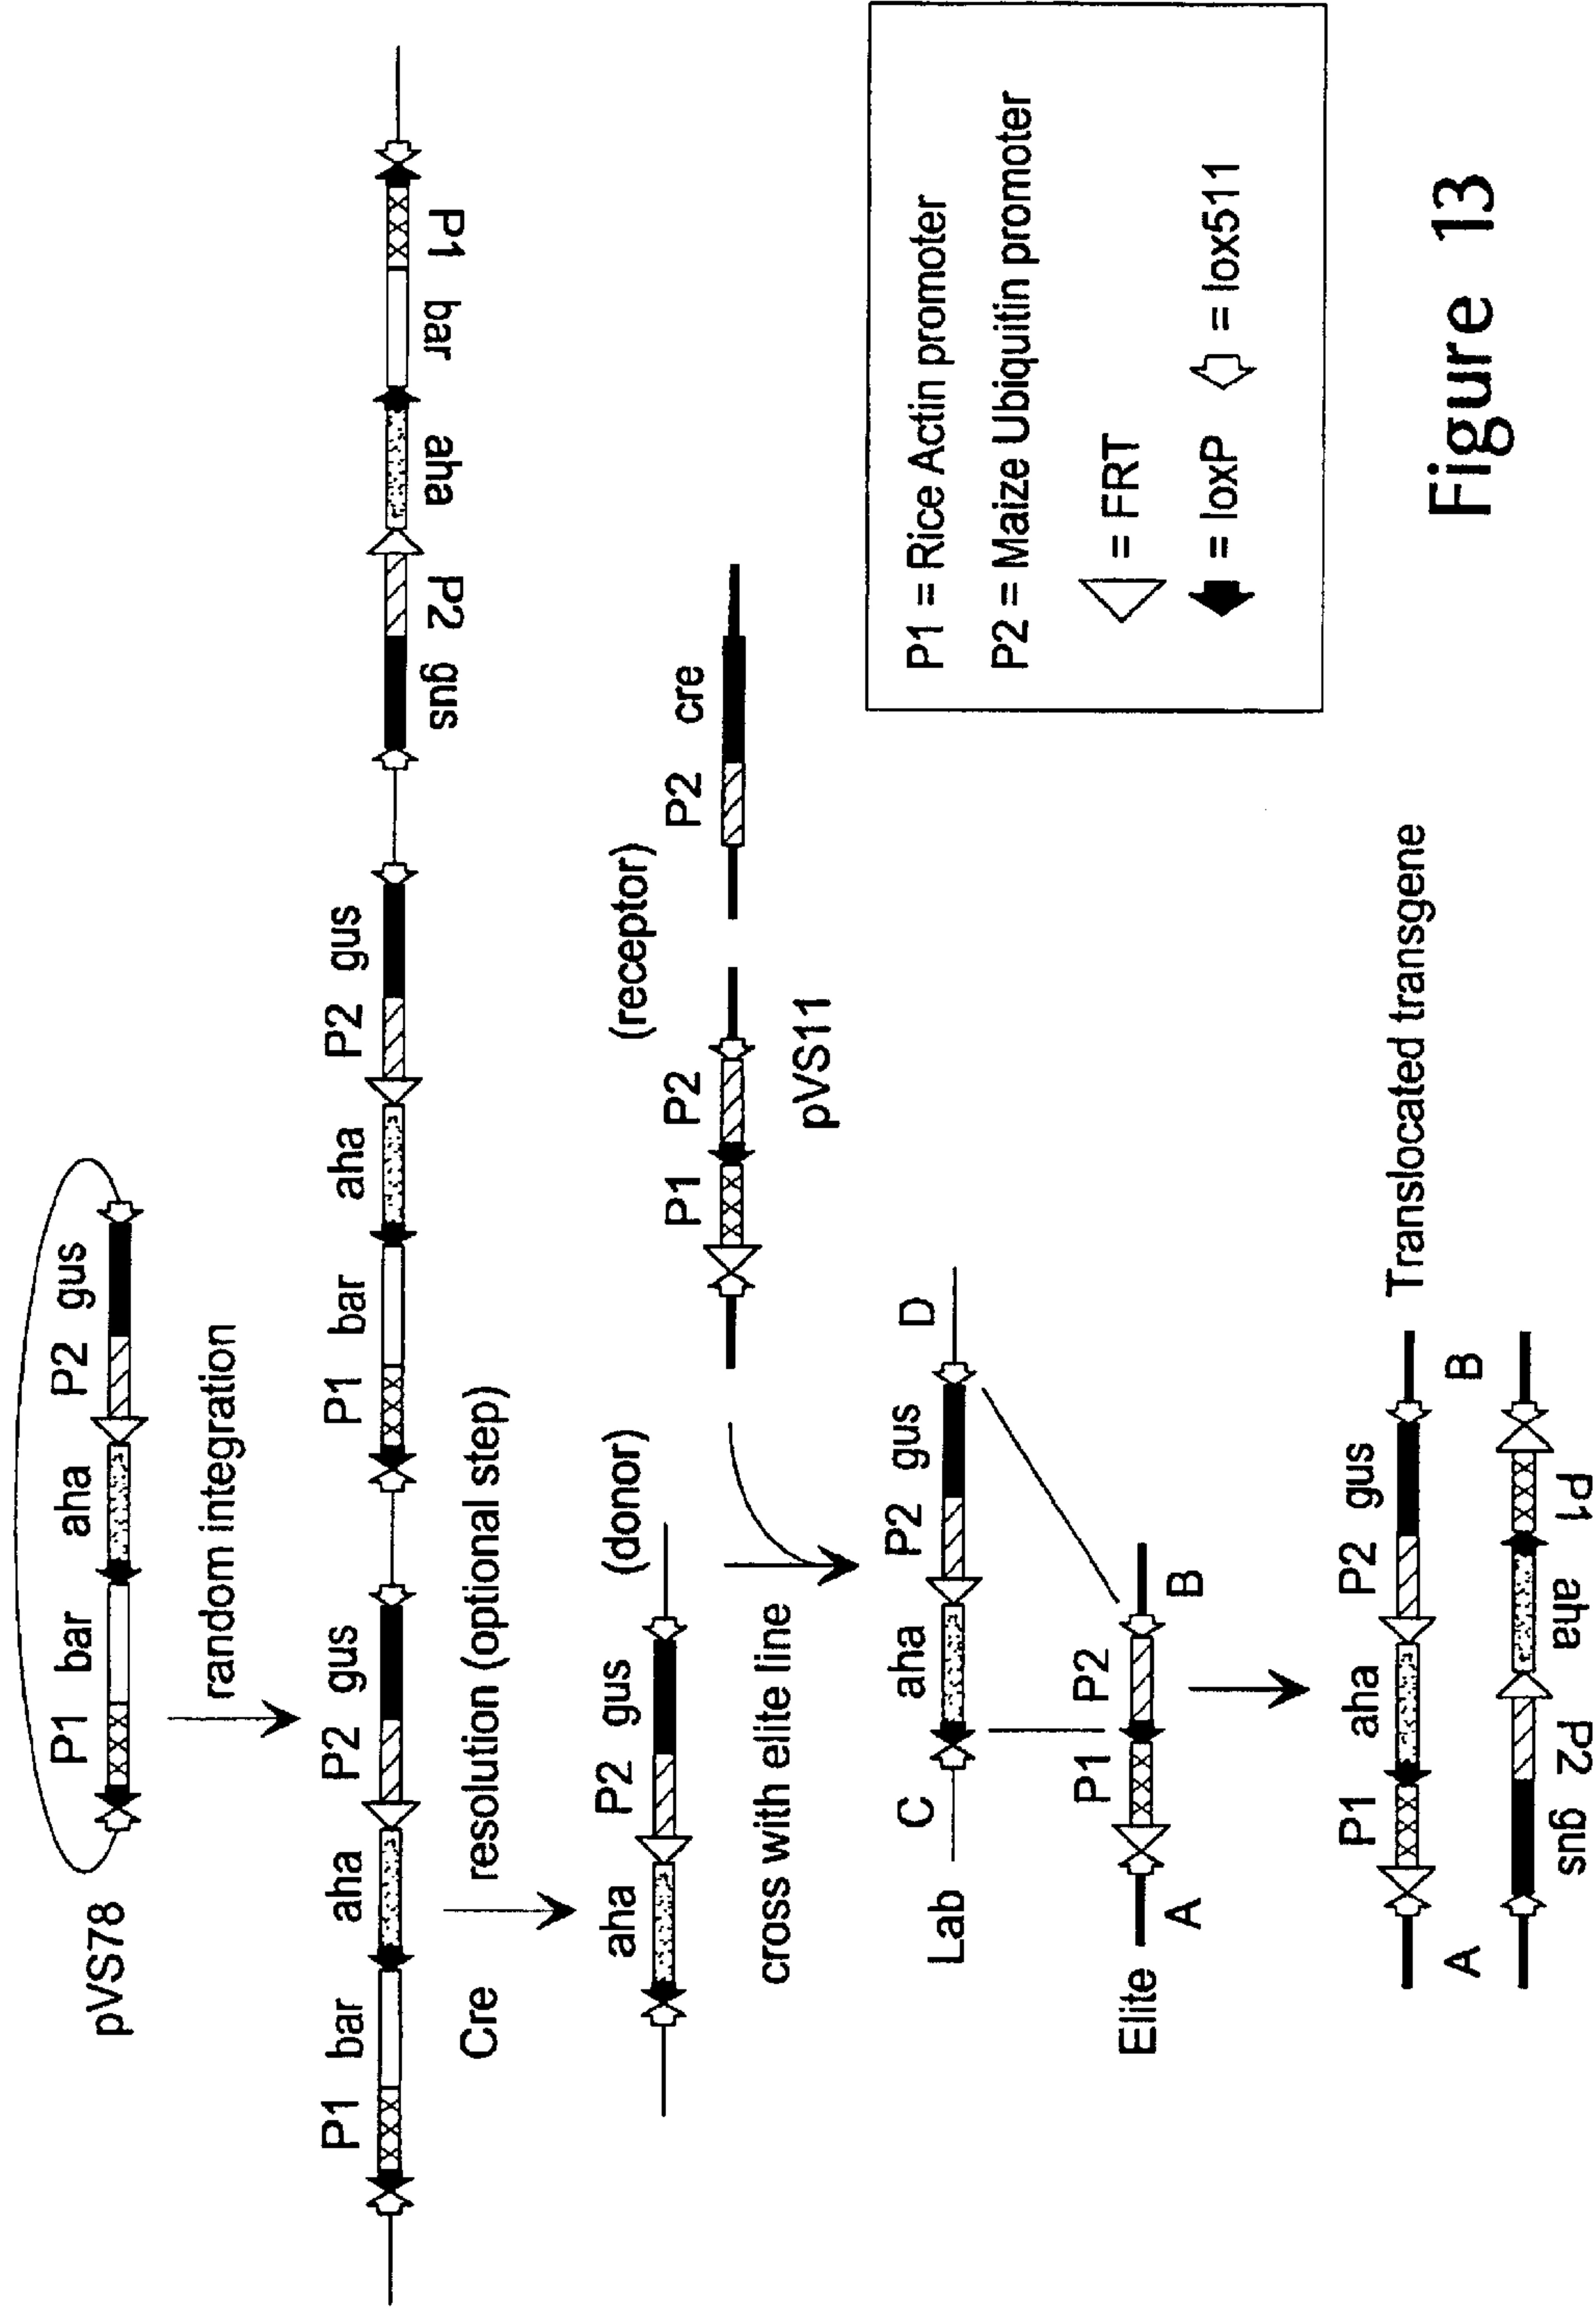 pVS78
P1 bar aha P2 gus
random integration
P1 bar aha P2 gus P1 bar aha P2 gus gus P2 aha bar P1
Cre resolution (optional step)
aha P2 gus (donor)
P1 P2 (receptor) P2 cre
pVS11
cross with elite line
Lab C aha P2 gus D
Elite P1 P2
A B
P1 aha P2 gus Translocated transgene
A B
gus P2 aha P1
P1 = Rice Actin promoter
P2 = Maize Ubiquitin promoter
= FRT
= loxP = lox511
Figure 13